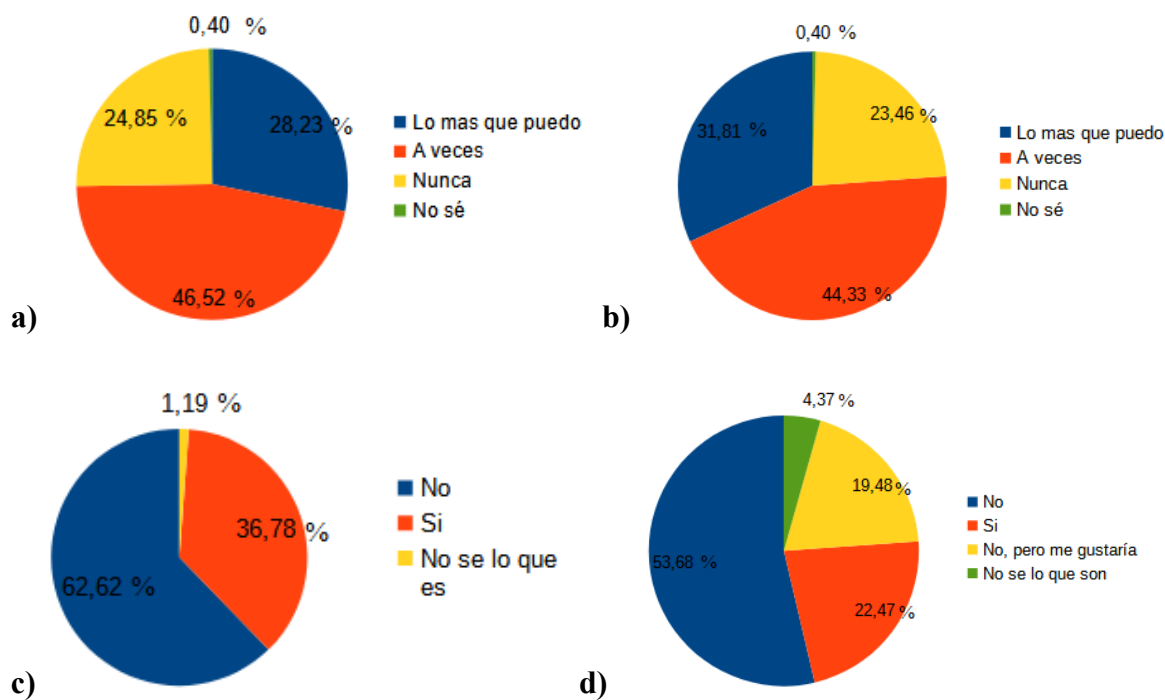 0,40 %
24,85 %
28,23 %
46,52 %
Lo mas que puedo
A veces
Nunca
No sé
a)
0,40 %
31,81 %
23,46 %
44,33 %
Lo mas que puedo
A veces
Nunca
No sé
b)
1,19 %
36,78 %
62,62 %
No
Si
No se lo que
es
c)
4,37 %
19,48 %
53,68 %
22,47 %
No
Si
No, pero me gustaría
No se lo que son
d)